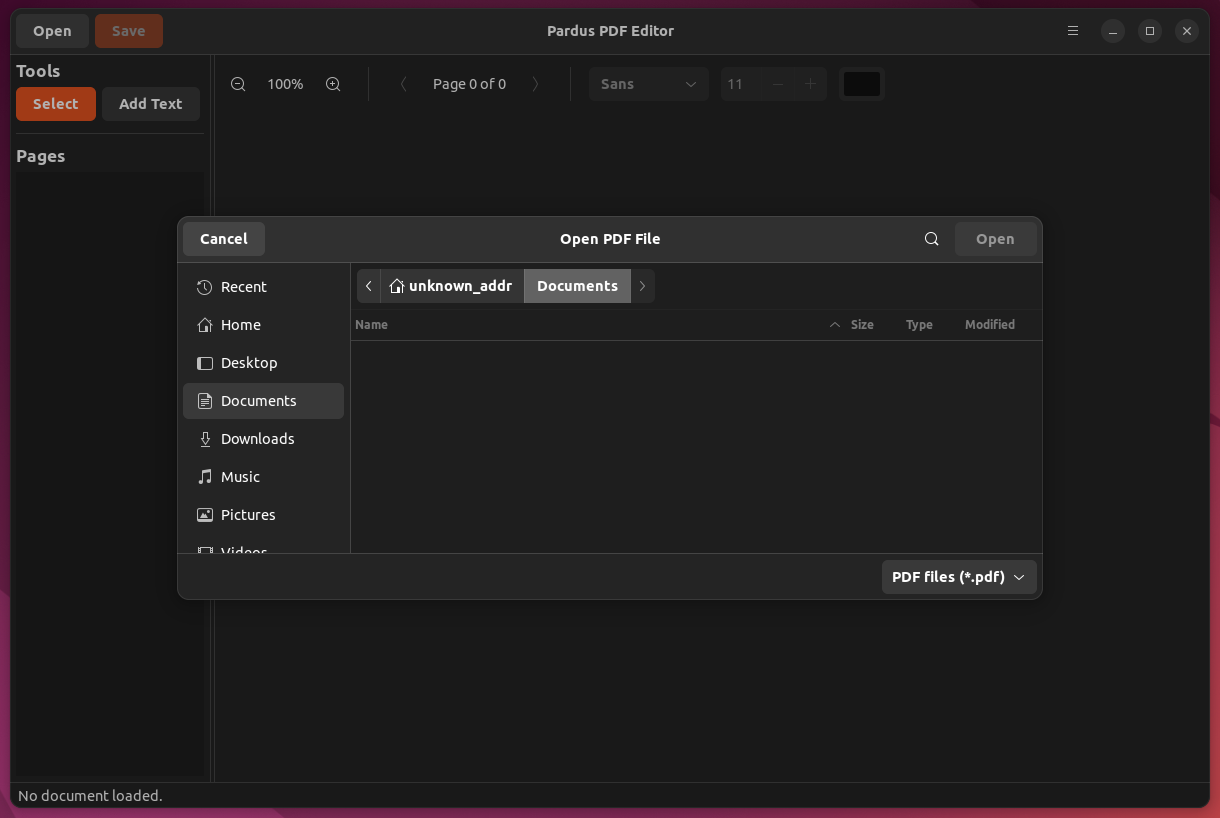 Open Save Pardus PDF Editor
Tools
100% Page 0 of 0 Sans 11
Select Add Text
Pages
Cancel Open PDF File Open
Recent
unknown_addr Documents
Home
Name Size Type Modified
Desktop
Documents
Downloads
Music
Pictures
Videos
PDF files (*.pdf)
No document loaded.